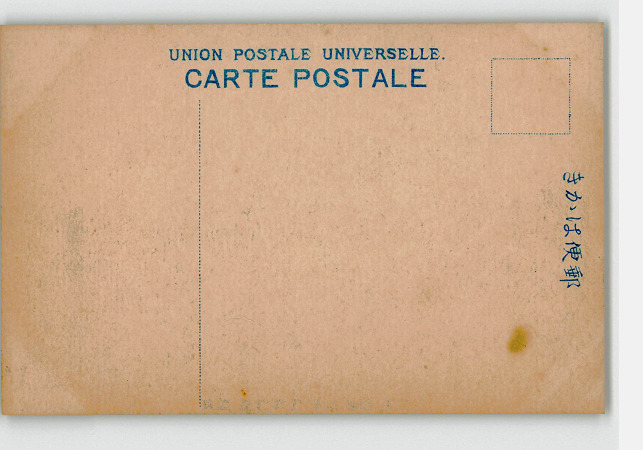 UNION POSTALE UNIVERSELLE.
CARTE POSTALE
きかは便郵